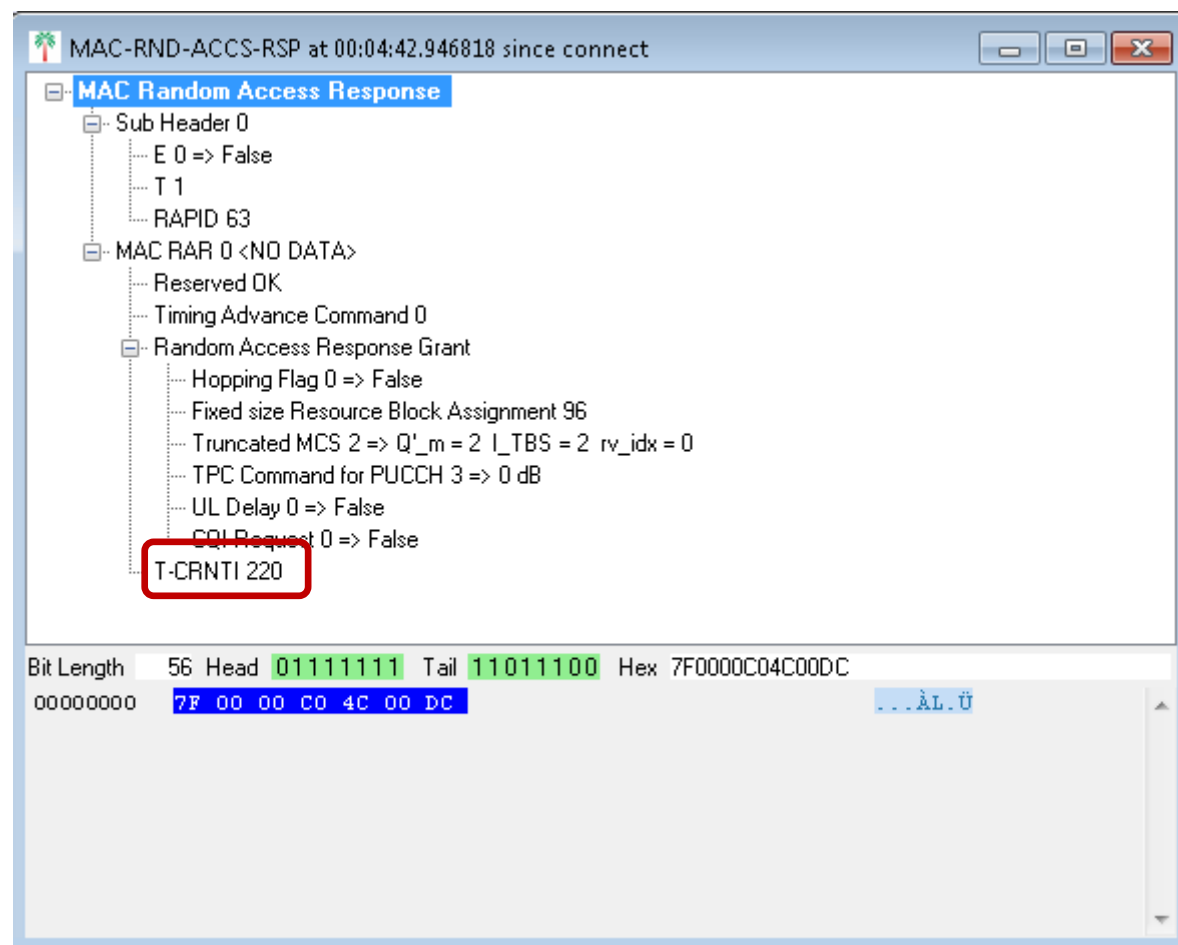 MAC-RND-ACCS-RSP at 00:04:42.946818 since connect
MAC Random Access Response
Sub Header 0
E 0 => False
T 1
RAPID 63
MAC RAR 0 <NO DATA>
Reserved OK
Timing Advance Command 0
Random Access Response Grant
Hopping Flag 0 => False
Fixed size Resource Block Assignment 96
Truncated MCS 2 => Q'_m = 2 I_TBS = 2 rv_idx = 0
TPC Command for PUCCH 3 => 0 dB
UL Delay 0 => False
CQI Request 0 => False
T-CRNTI 220
Bit Length 56 Head 01111111 Tail 11011100 Hex 7F0000C04C00DC
00000000 7F 00 00 C0 4C 00 DC ...ÀL.Ü